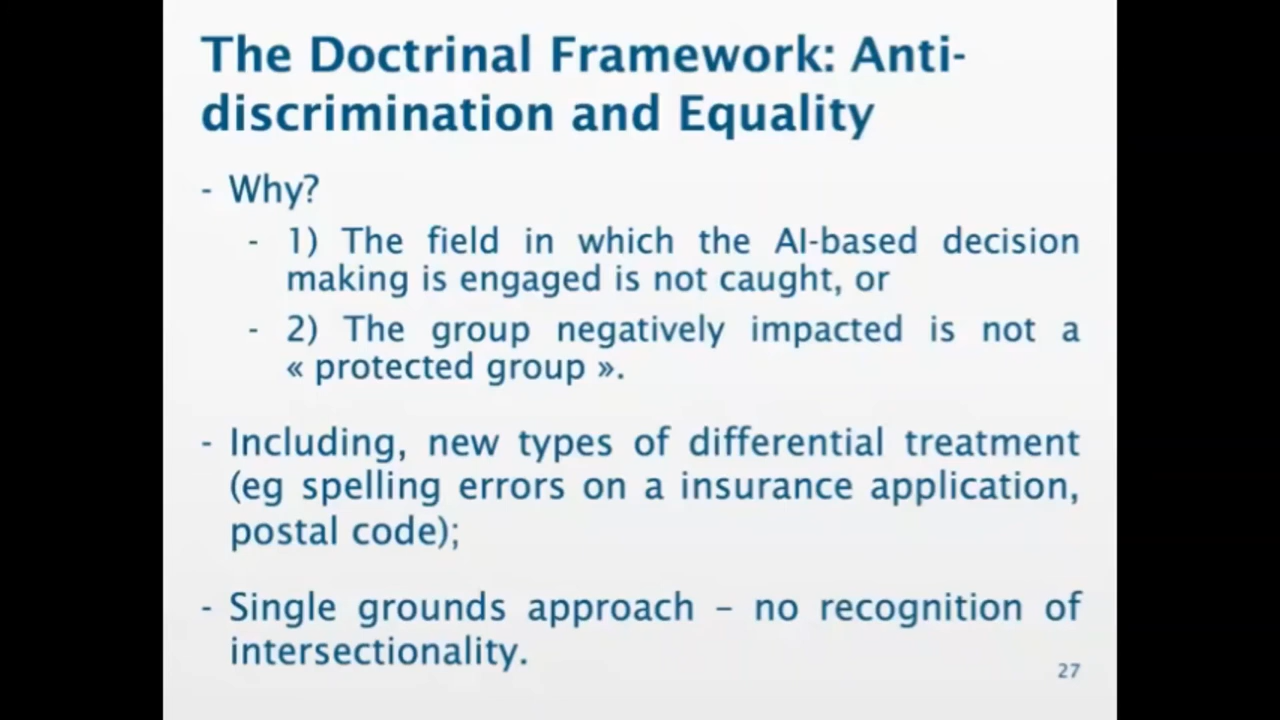 The Doctrinal Framework: Anti-
discrimination and Equality
- Why?
- 1) The field in which the AI-based decision
making is engaged is not caught, or
- 2) The group negatively impacted is not a
« protected group ».
- Including, new types of differential treatment
(eg spelling errors on a insurance application,
postal code);
- Single grounds approach – no recognition of
intersectionality.
27